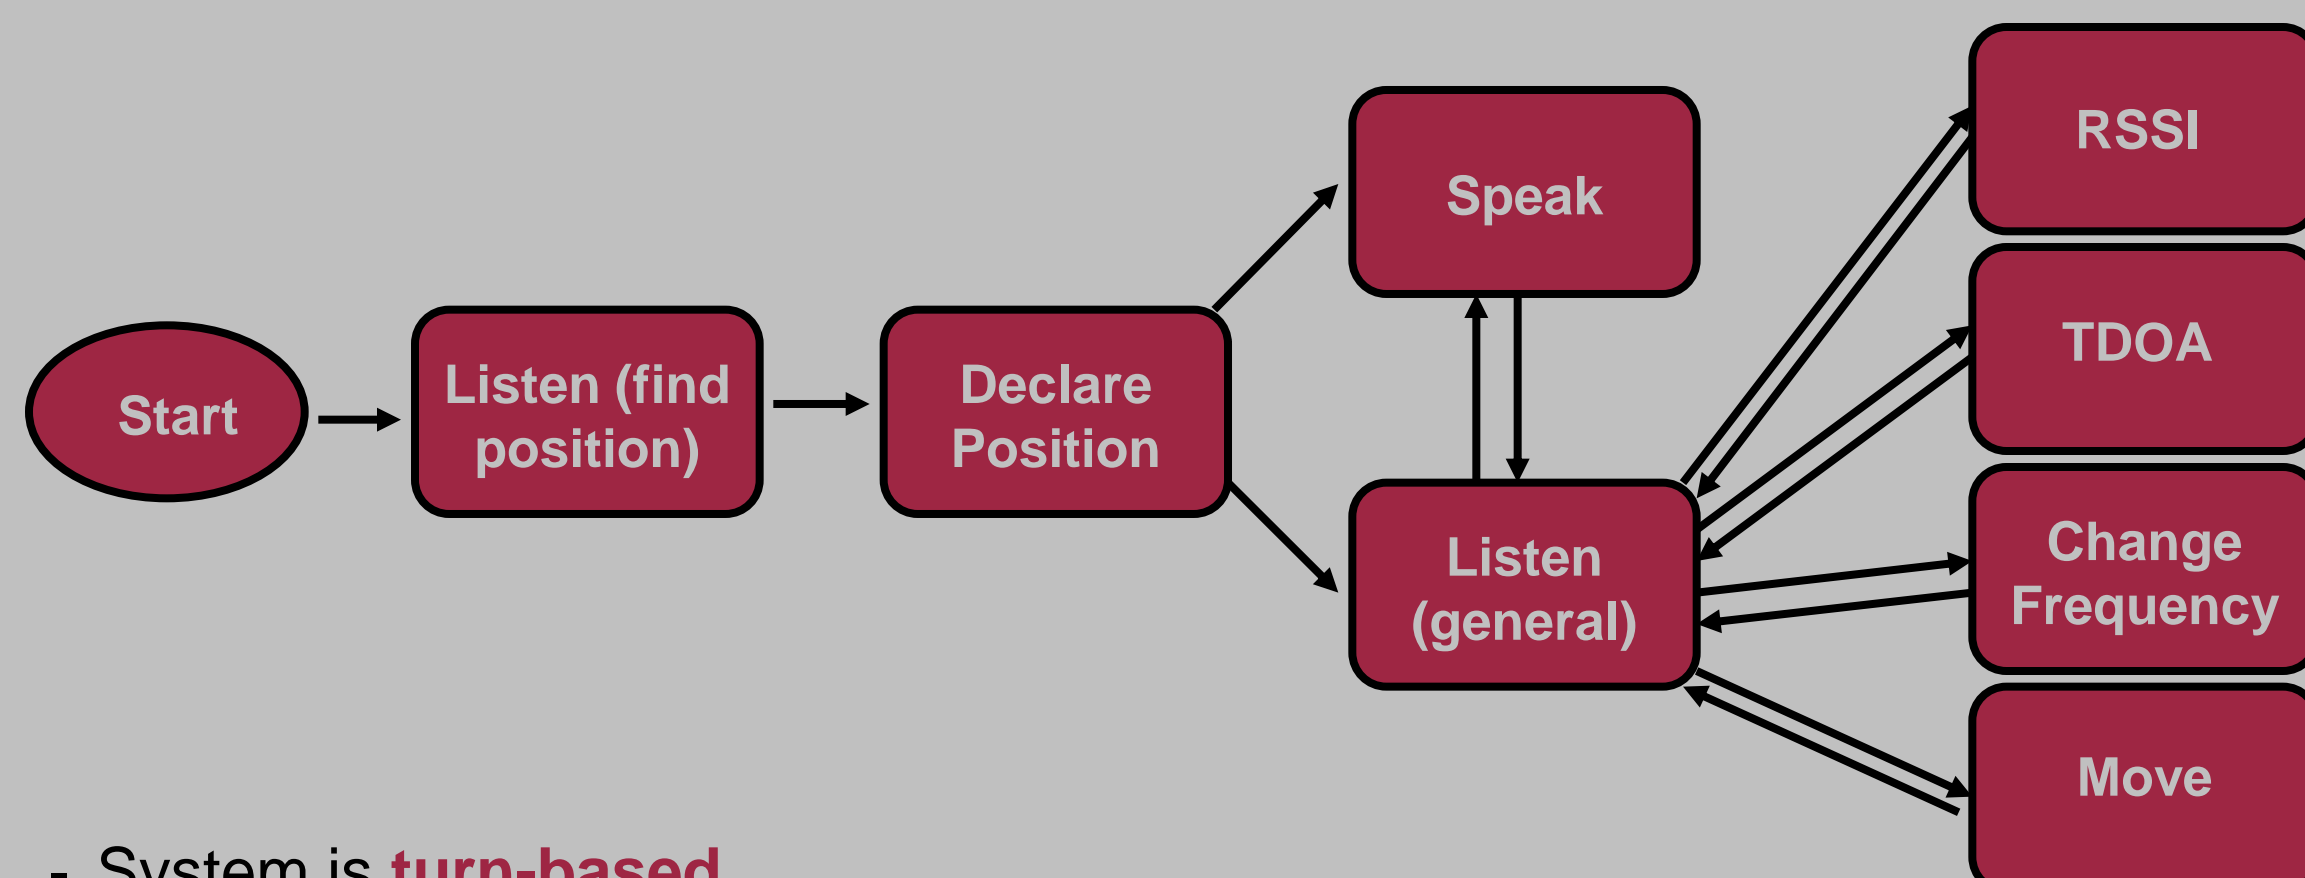 Start
Listen (find
position)
Declare
Position
Speak
Listen
(general)
RSSI
TDOA
Change
Frequency
Move
- System is turn-based